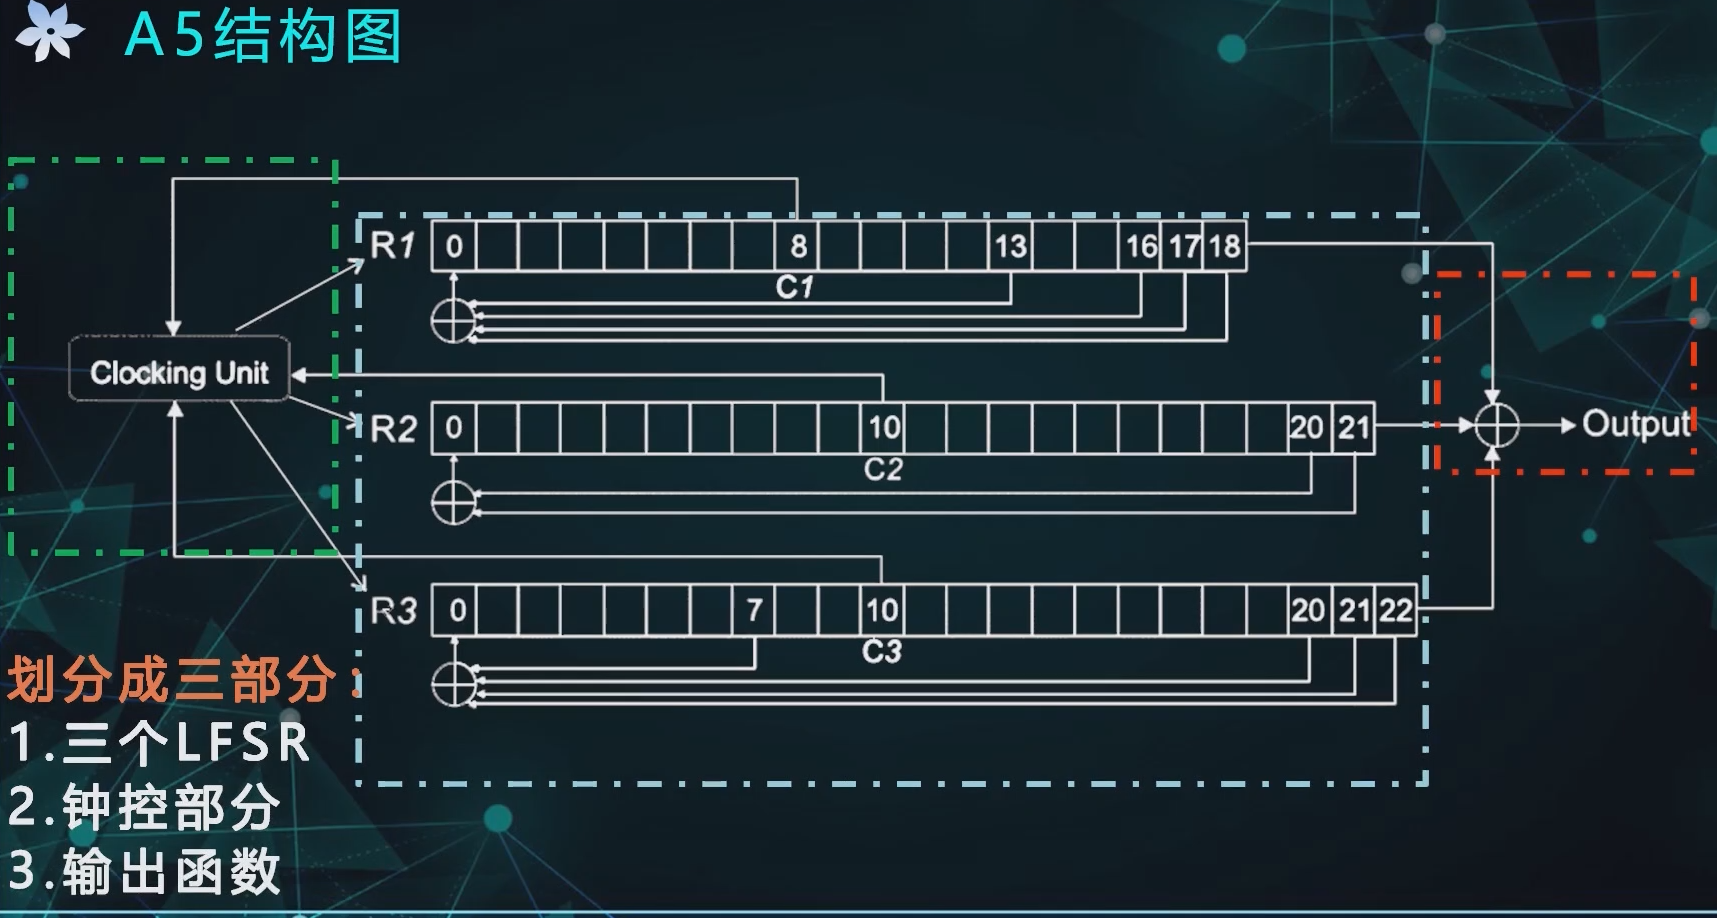 A5结构图
R1 0 8 13 16 17 18
C1
Clocking Unit
R2 0 10 20 21
C2
Output
R3 0 7 10 20 21 22
C3
划分成三部分:
1.三个LFSR
2.钟控部分
3.输出函数